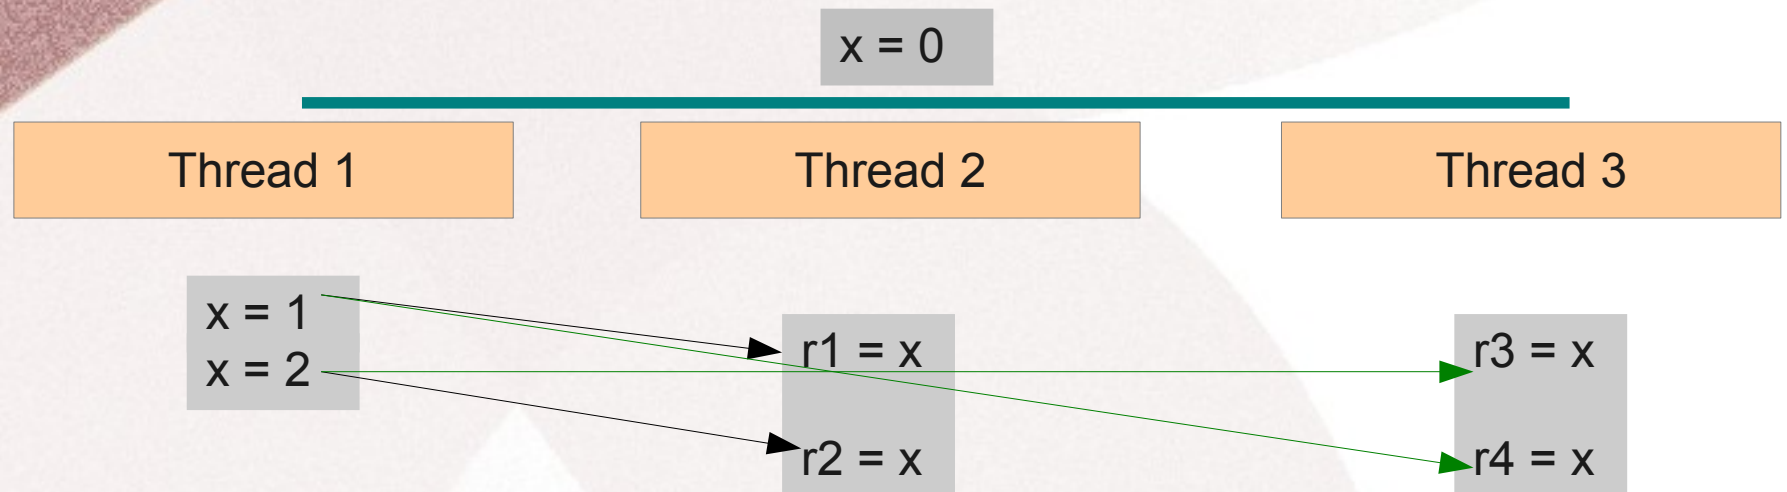 x = 0
Thread 1
Thread 2
Thread 3
x = 1
x = 2
r1 = x
r2 = x
r3 = x
r4 = x